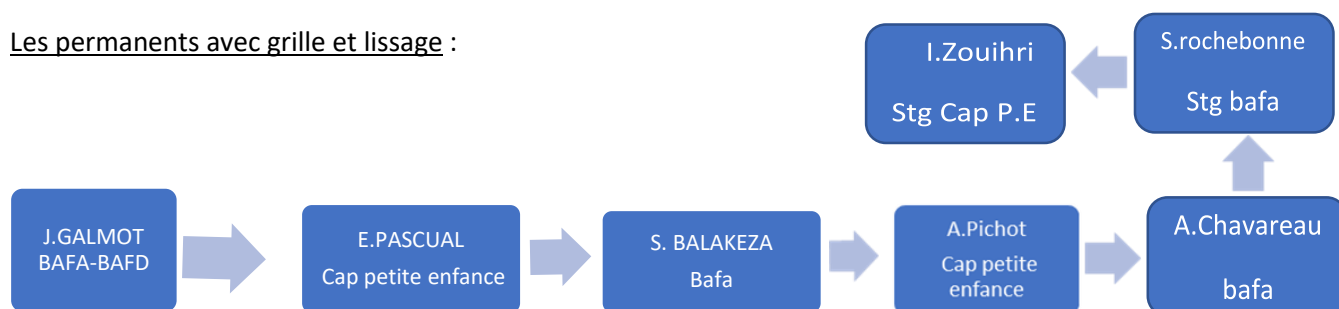 Les permanents avec grille et lissage :
J.GALMOT
BAFA-BAFD
E.PASCUAL
Cap petite enfance
S. BALAKEZA
Bafa
A.Pichot
Cap petite
enfance
A.Chavareau
bafa
S.rochebonne
Stg bafa
I.Zouihri
Stg Cap P.E